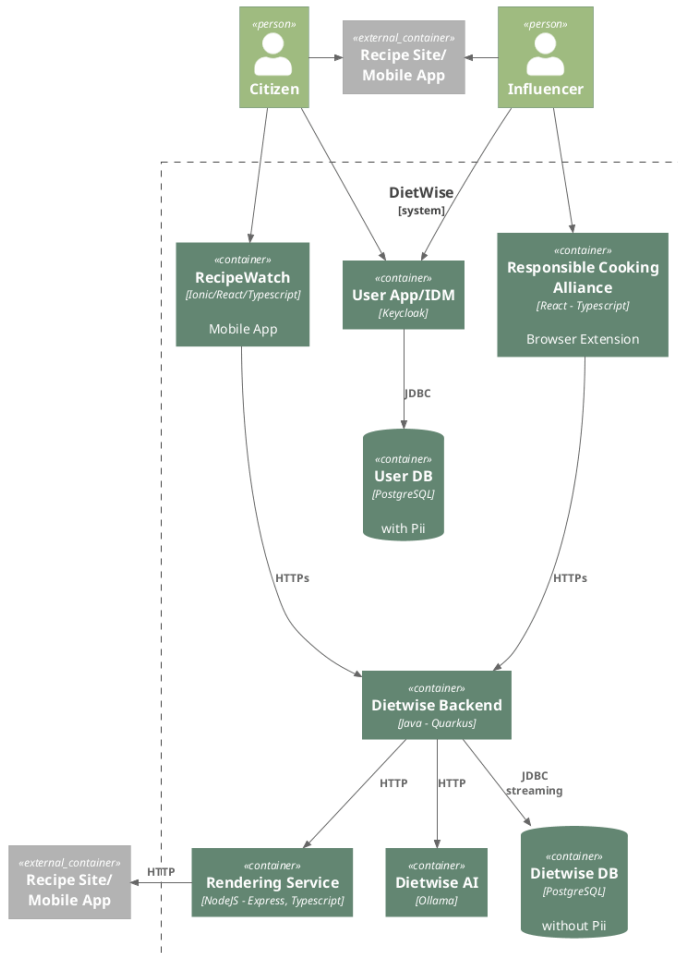 «person»
Citizen
«external_container»
Recipe Site/
Mobile App
«person»
Influencer
DietWise
[system]
«container»
RecipeWatch
[Ionic/React/Typescript]
Mobile App
«container»
User App/IDM
[Keycloak]
«container»
Responsible Cooking
Alliance
[React - Typescript]
Browser Extension
JDBC
«container»
User DB
[PostgreSQL]
with Pii
HTTPs
HTTPs
«container»
Dietwise Backend
[Java - Quarkus]
HTTP
HTTP
JDBC
streaming
«external_container»
Recipe Site/
Mobile App
HTTP
«container»
Rendering Service
[NodeJS - Express, Typescript]
«container»
Dietwise AI
[Ollama]
«container»
Dietwise DB
[PostgreSQL]
without Pii